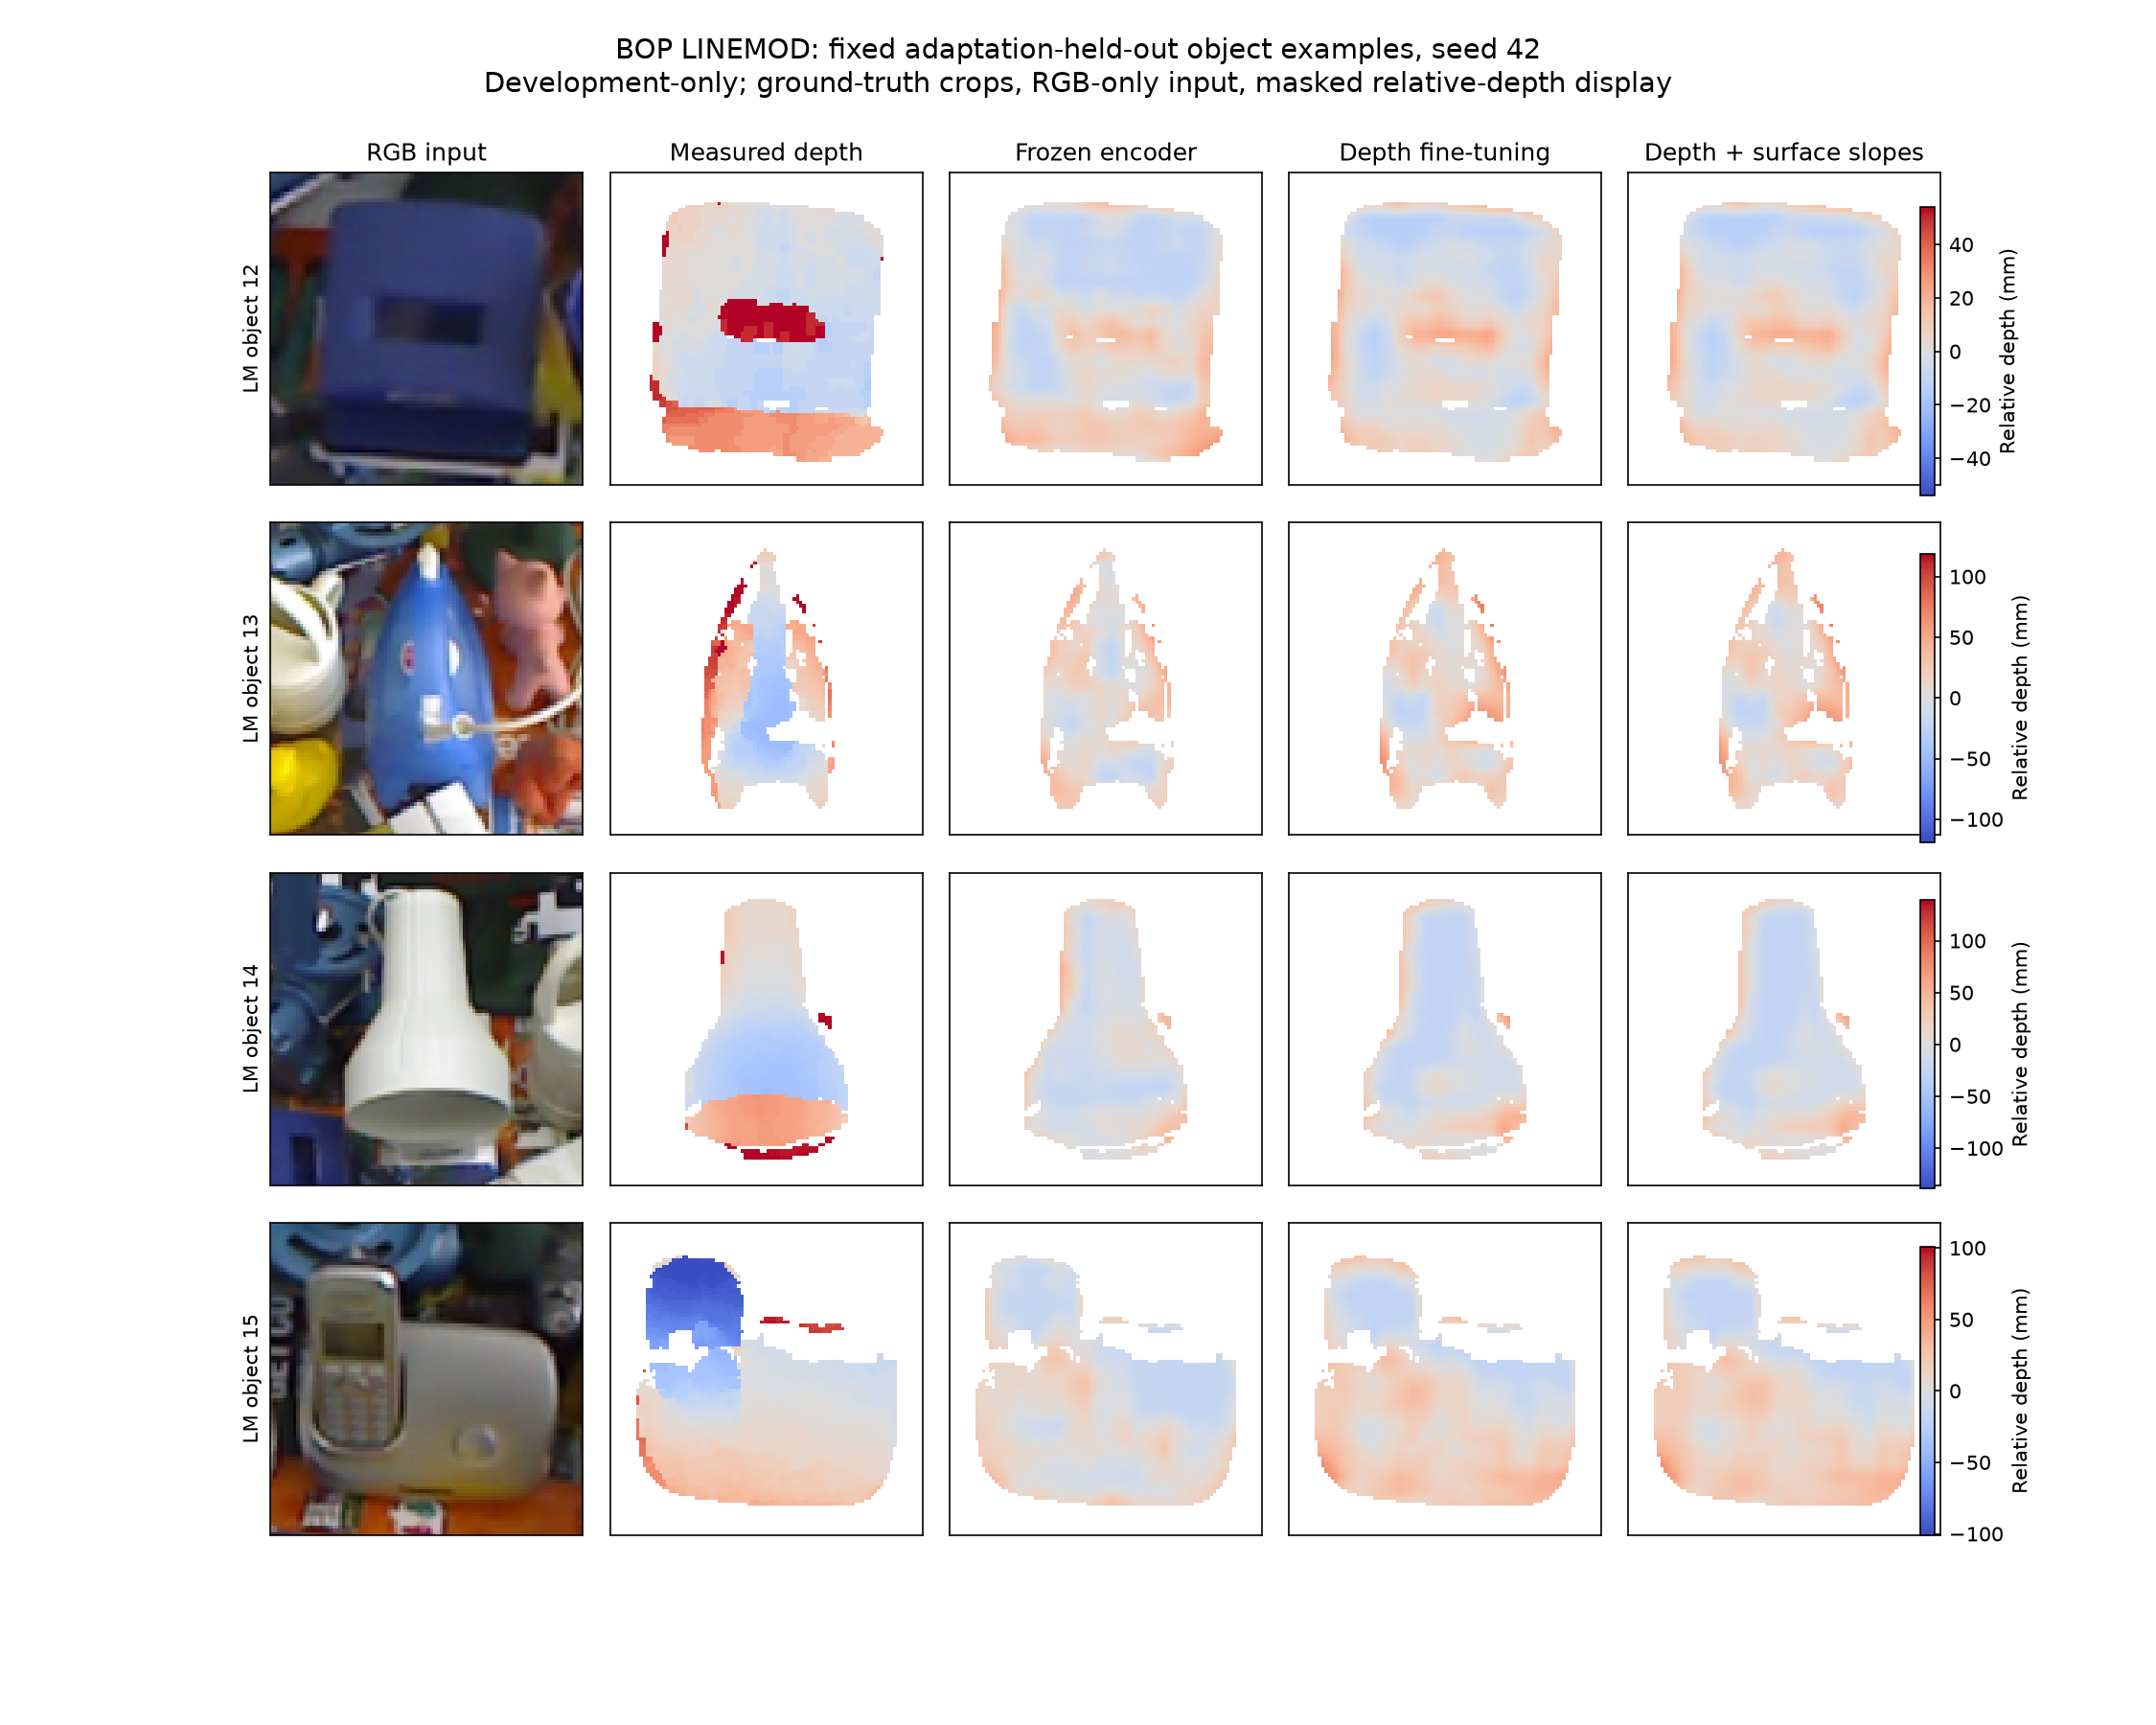 BOP LINEMOD: fixed adaptation-held-out object examples, seed 42
Development-only; ground-truth crops, RGB-only input, masked relative-depth display
RGB input
Measured depth
Frozen encoder
Depth fine-tuning
Depth + surface slopes
LM object 12
40
20
0
−20
−40
Relative depth (mm)
LM object 13
100
50
0
−50
−100
Relative depth (mm)
LM object 14
100
50
0
−50
−100
Relative depth (mm)
LM object 15
100
50
0
−50
−100
Relative depth (mm)